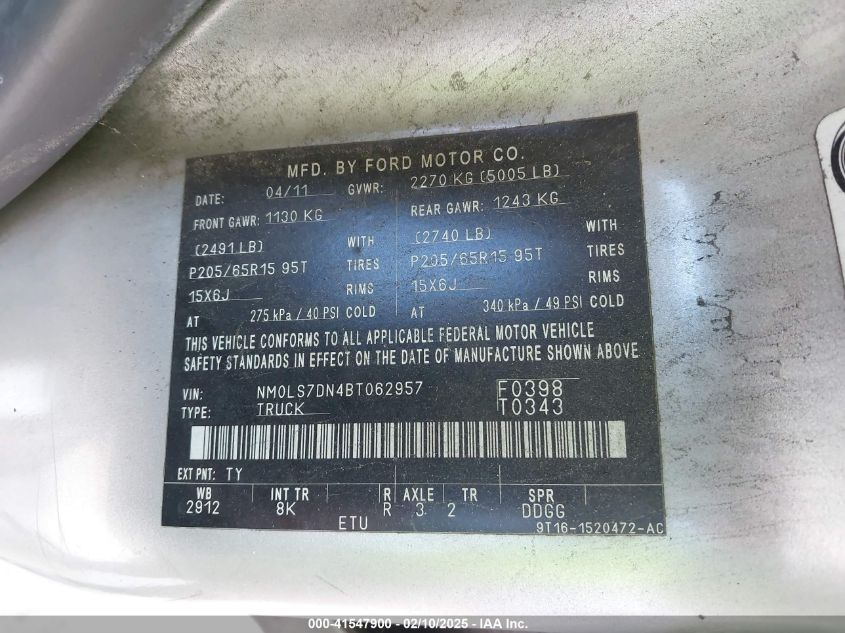 MFD. BY FORD MOTOR CO.
DATE: 04/11 GVWR: 2270 KG (5005 LB)
FRONT GAWR: 1130 KG REAR GAWR: 1243 KG
(2491 LB) WITH (2740 LB) WITH
P205/65R15 95T TIRES P205/65R15 95T TIRES
15X6J RIMS 15X6J RIMS
AT 275 kPa / 40 PSI COLD AT 340 kPa / 49 PSI COLD
THIS VEHICLE CONFORMS TO ALL APPLICABLE FEDERAL MOTOR VEHICLE
SAFETY STANDARDS IN EFFECT ON THE DATE OF MANUFACTURE SHOWN ABOVE
VIN: NM0LS7DN4BT062957 F0398
TYPE: TRUCK T0343
EXT PNT: TY
WB INT TR R AXLE TR SPR
2912 8K R 3 2 DDGG
ETU 9T16-1520472-AC
000-41547900 - 02/10/2025 - IAA Inc.